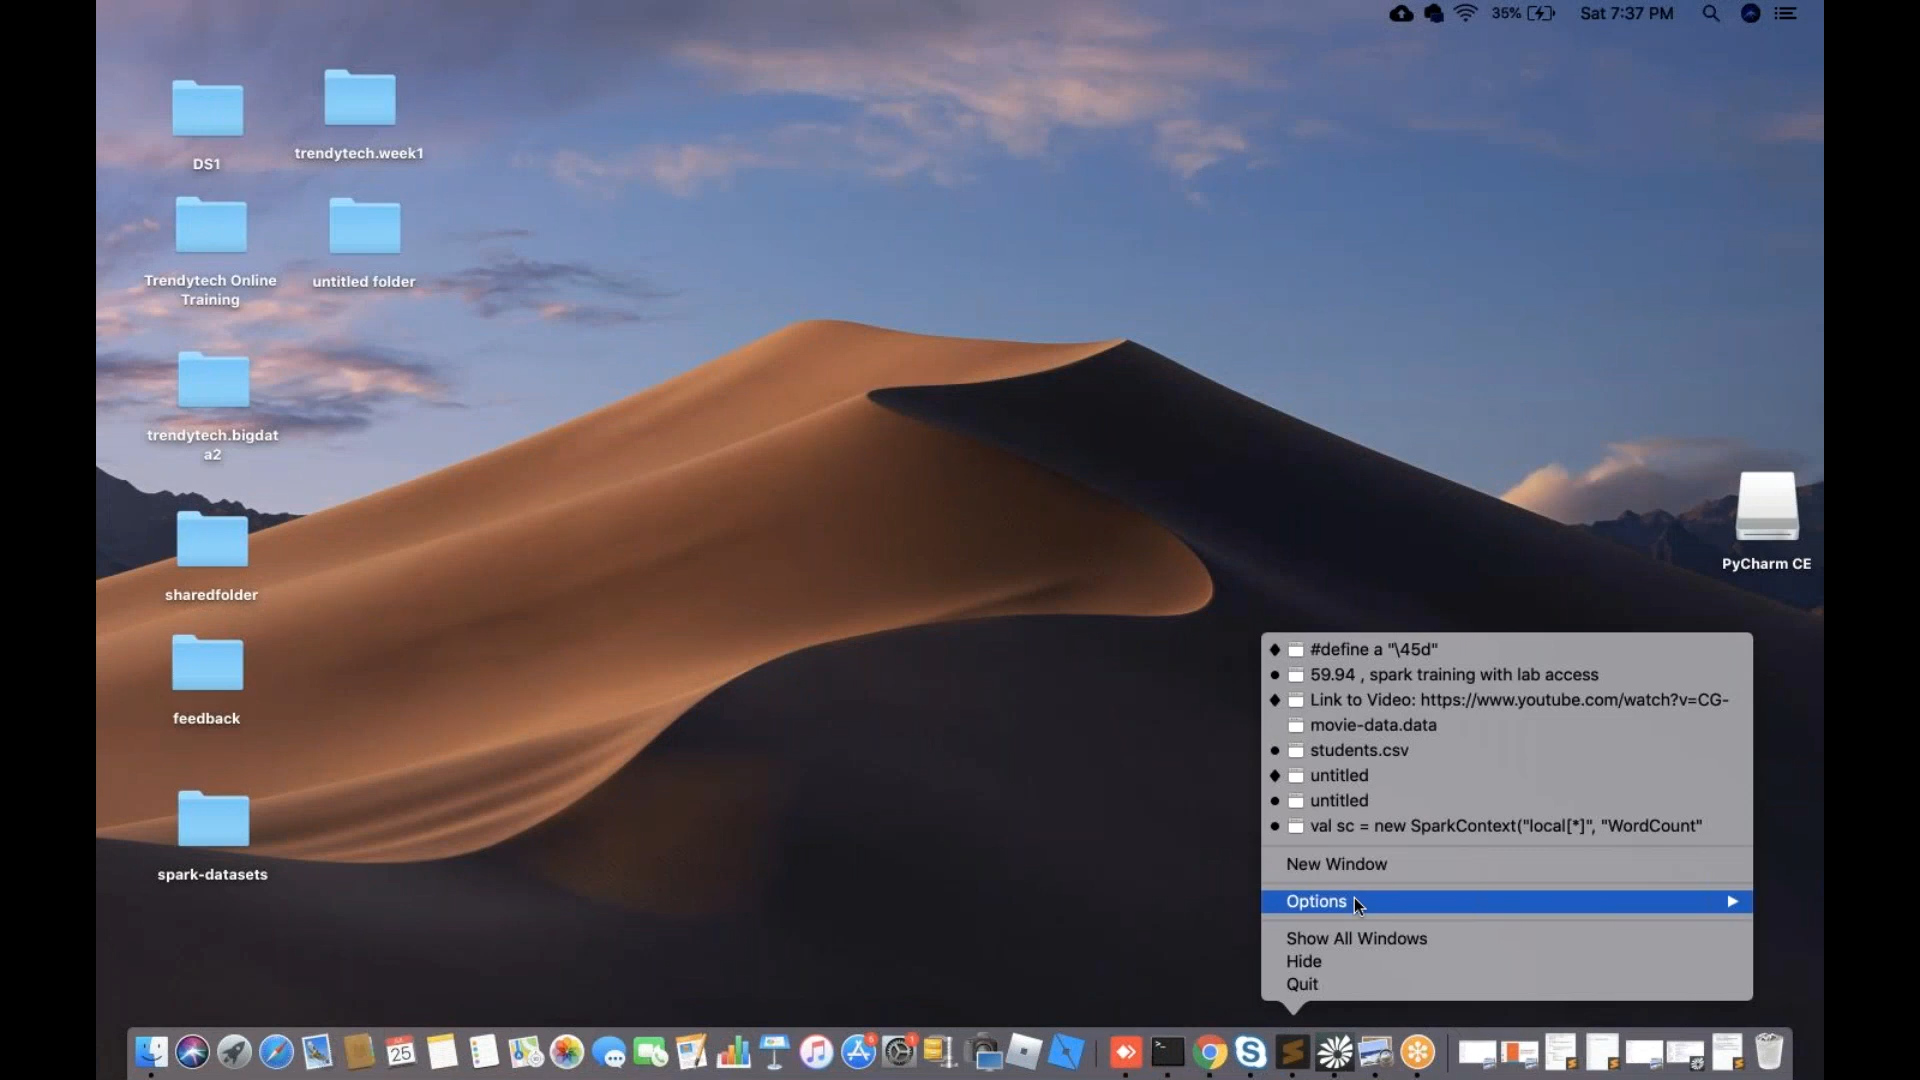 35%
Sat 7:37 PM
DS1
trendytech.week1
Trendytech Online
Training
untitled folder
trendytech.bigdat
a2
sharedfolder
feedback
spark-datasets
PyCharm CE
#define a "\45d"
59.94 , spark training with lab access
Link to Video: https://www.youtube.com/watch?v=CG-
movie-data.data
students.csv
untitled
untitled
val sc = new SparkContext("local[*]", "WordCount"
New Window
Options
Show All Windows
Hide
Quit
25